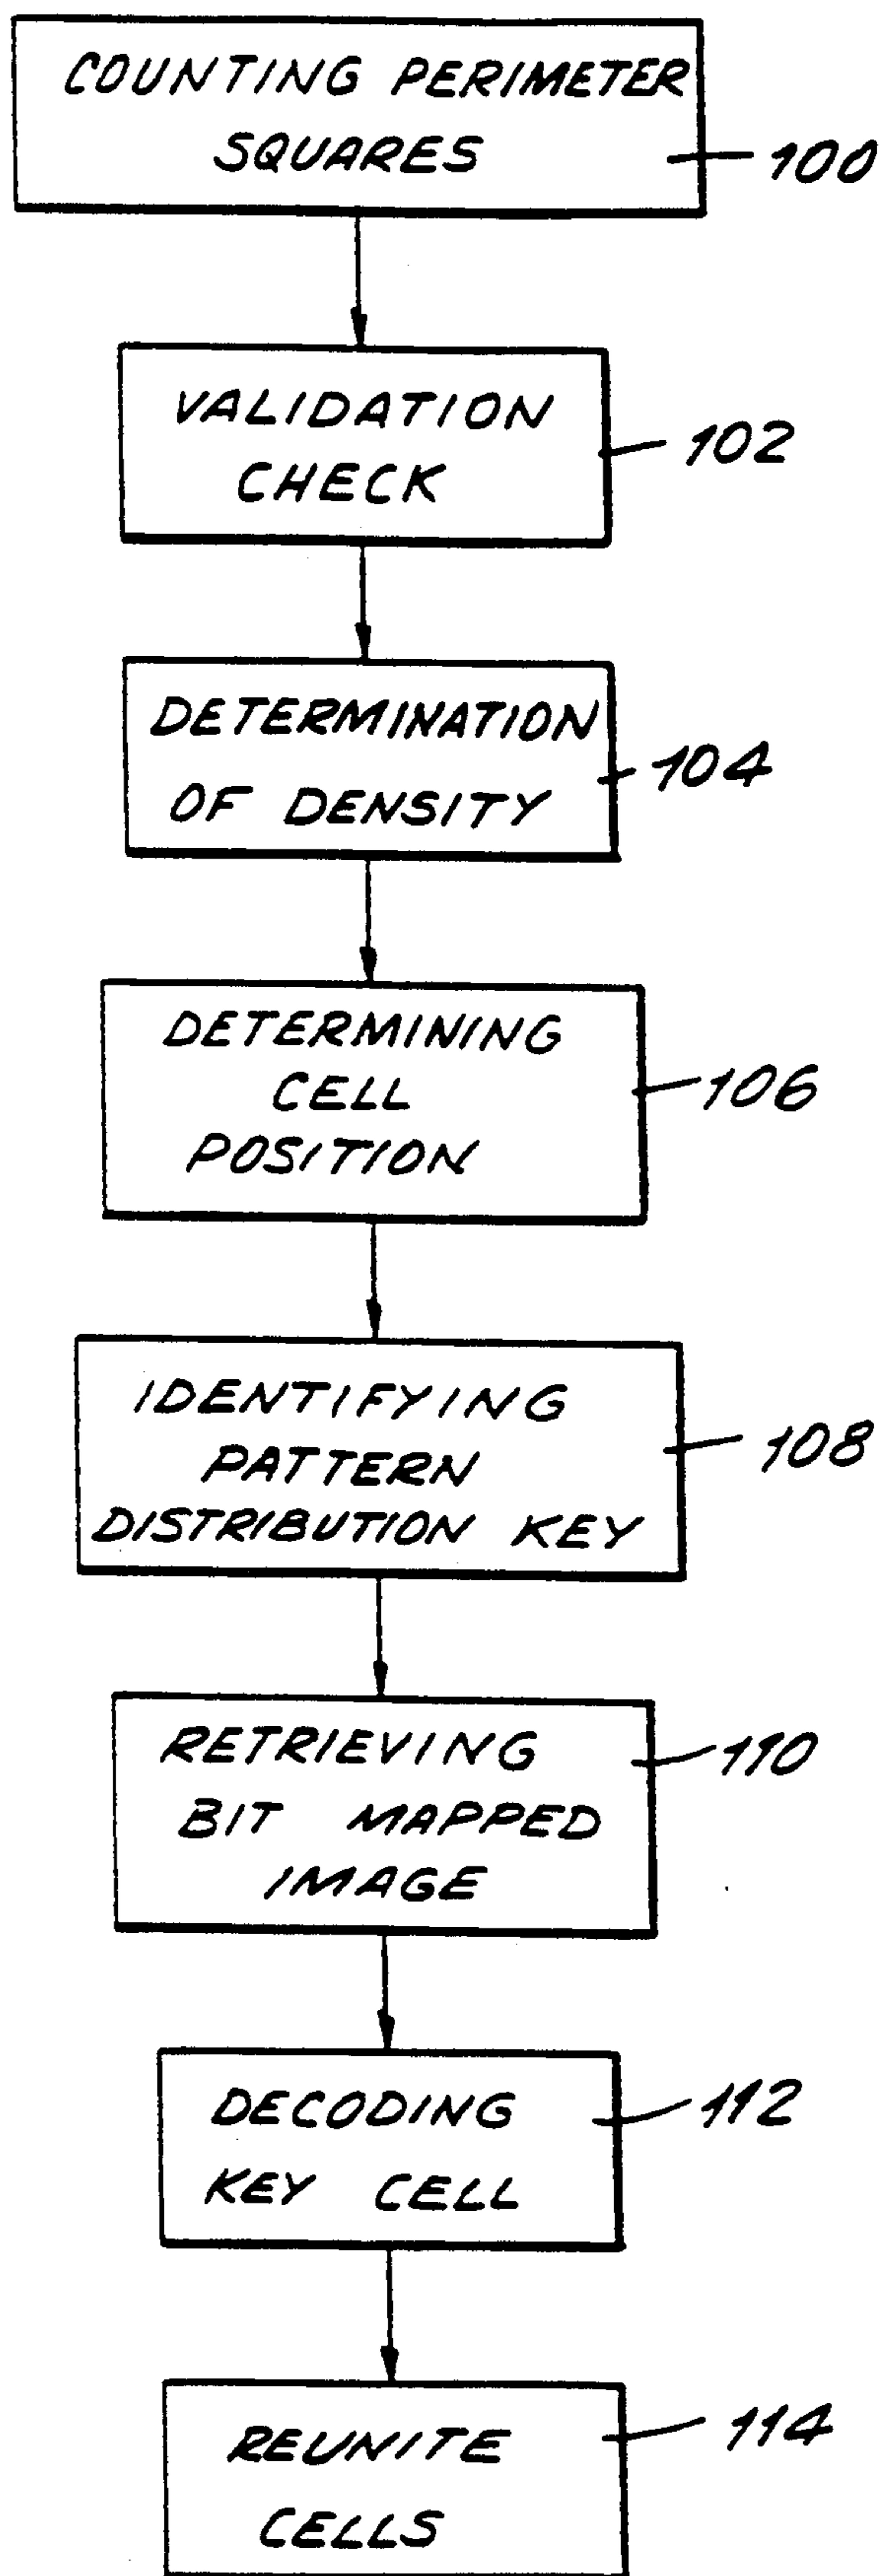 COUNTING PERIMETER
SQUARES
100
VALIDATION
CHECK
102
DETERMINATION
OF DENSITY
104
DETERMINING
CELL
POSITION
106
IDENTIFYING
PATTERN
DISTRIBUTION KEY
108
RETRIEVING
BIT MAPPED
IMAGE
110
DECODING
KEY CELL
112
REUNITE
CELLS
114